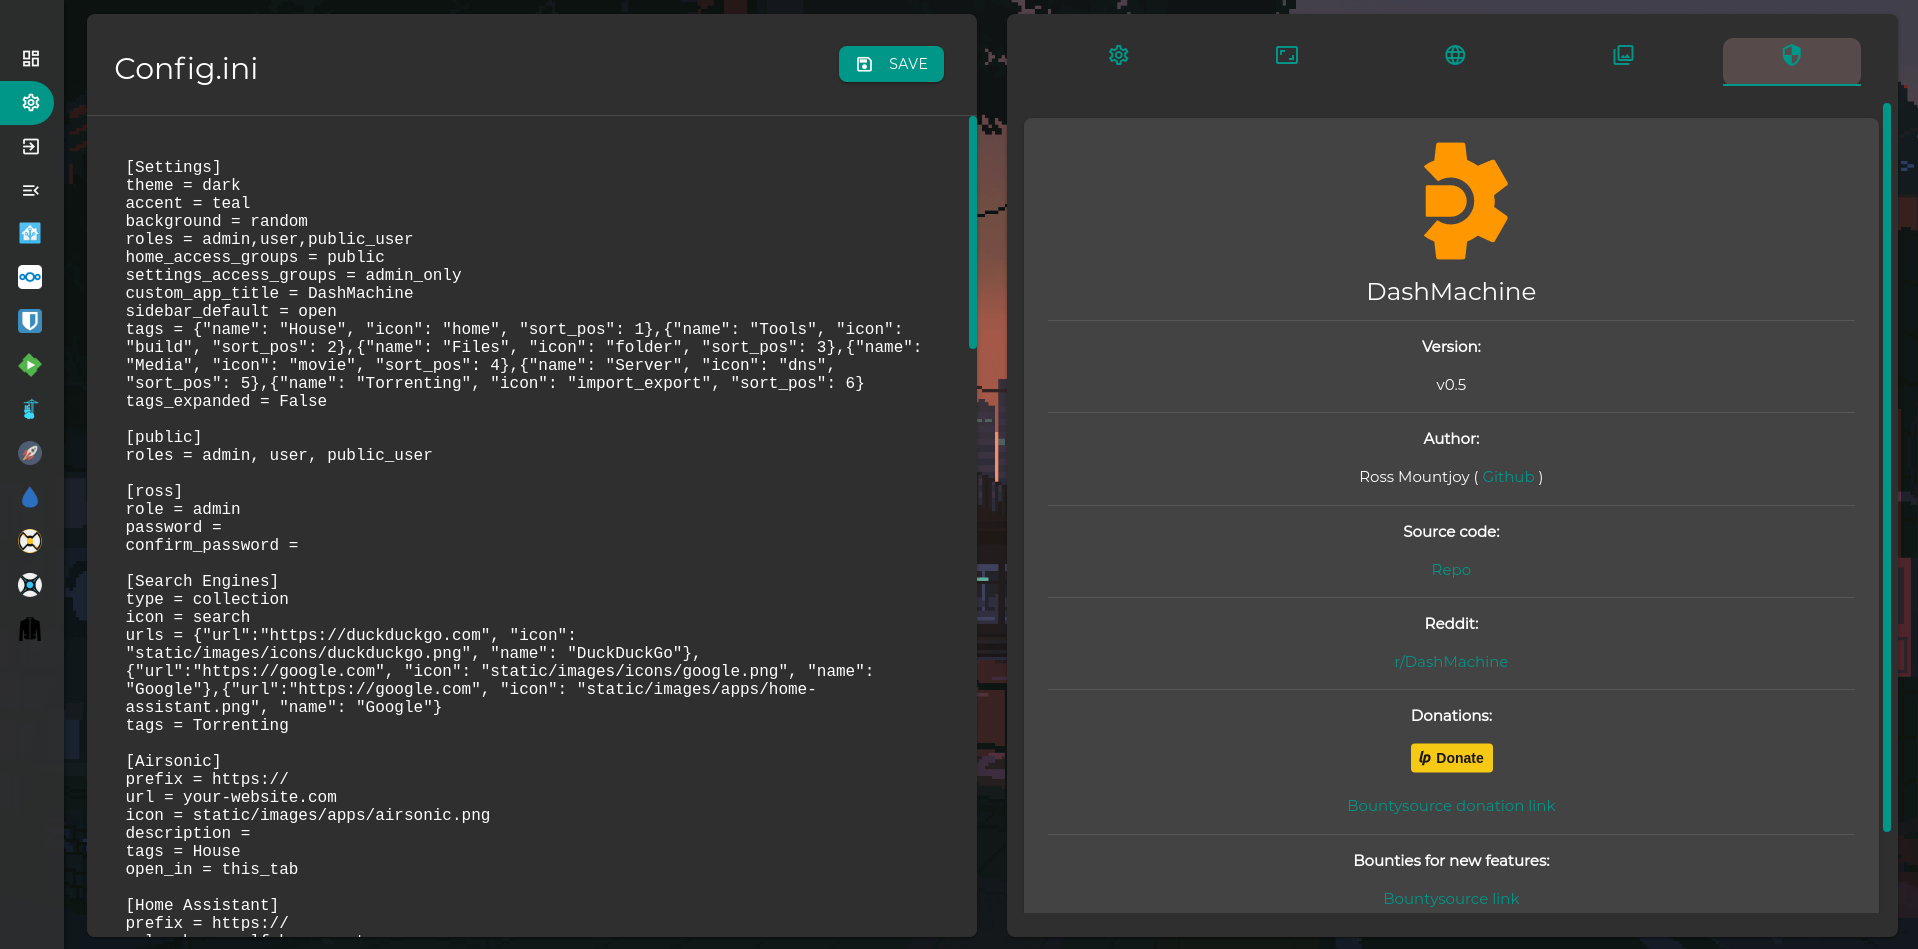 Config.ini
SAVE
[Settings]
theme = dark
accent = teal
background = random
roles = admin,user,public_user
home_access_groups = public
settings_access_groups = admin_only
custom_app_title = DashMachine
sidebar_default = open
tags = {"name": "House", "icon": "home", "sort_pos": 1},{"name": "Tools", "icon":
"build", "sort_pos": 2},{"name": "Files", "icon": "folder", "sort_pos": 3},{"name":
"Media", "icon": "movie", "sort_pos": 4},{"name": "Server", "icon": "dns",
"sort_pos": 5},{"name": "Torrenting", "icon": "import_export", "sort_pos": 6}
tags_expanded = False
[public]
roles = admin, user, public_user
[ross]
role = admin
password =
confirm_password =
[Search Engines]
type = collection
icon = search
urls = {"url":"https://duckduckgo.com", "icon":
"static/images/icons/duckduckgo.png", "name": "DuckDuckGo"},
{"url":"https://google.com", "icon": "static/images/icons/google.png", "name":
"Google"},{"url":"https://google.com", "icon": "static/images/apps/home-
assistant.png", "name": "Google"}
tags = Torrenting
[Airsonic]
prefix = https://
url = your-website.com
icon = static/images/apps/airsonic.png
description =
tags = House
open_in = this_tab
[Home Assistant]
prefix = https://
DashMachine
Version:
v0.5
Author:
Ross Mountjoy ( Github )
Source code:
Repo
Reddit:
r/DashMachine
Donations:
Donate
Bountysource donation link
Bounties for new features:
Bountysource link